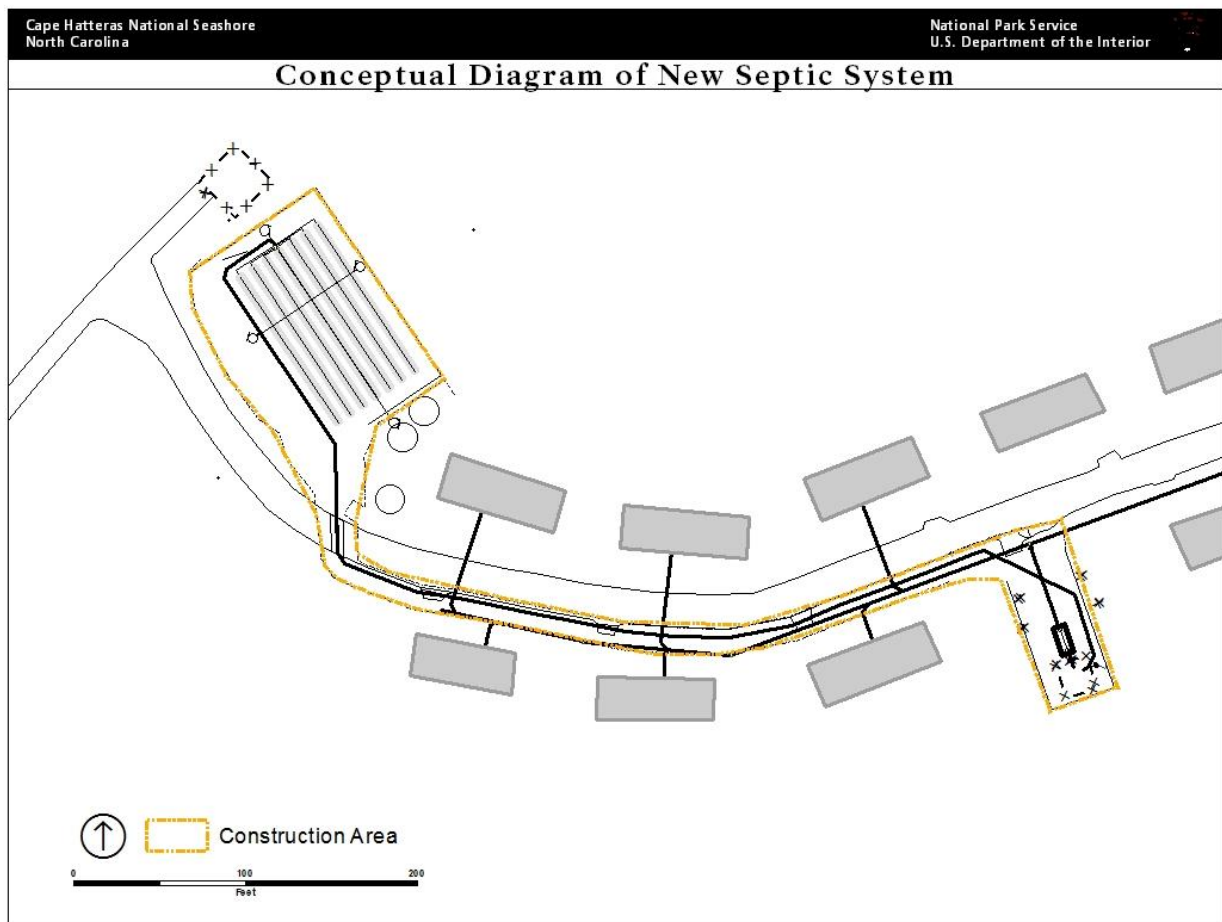 Cape Hatteras National Seashore
North Carolina
National Park Service
U.S. Department of the Interior
Conceptual Diagram of New Septic System
Construction Area
0 100 200
Feet